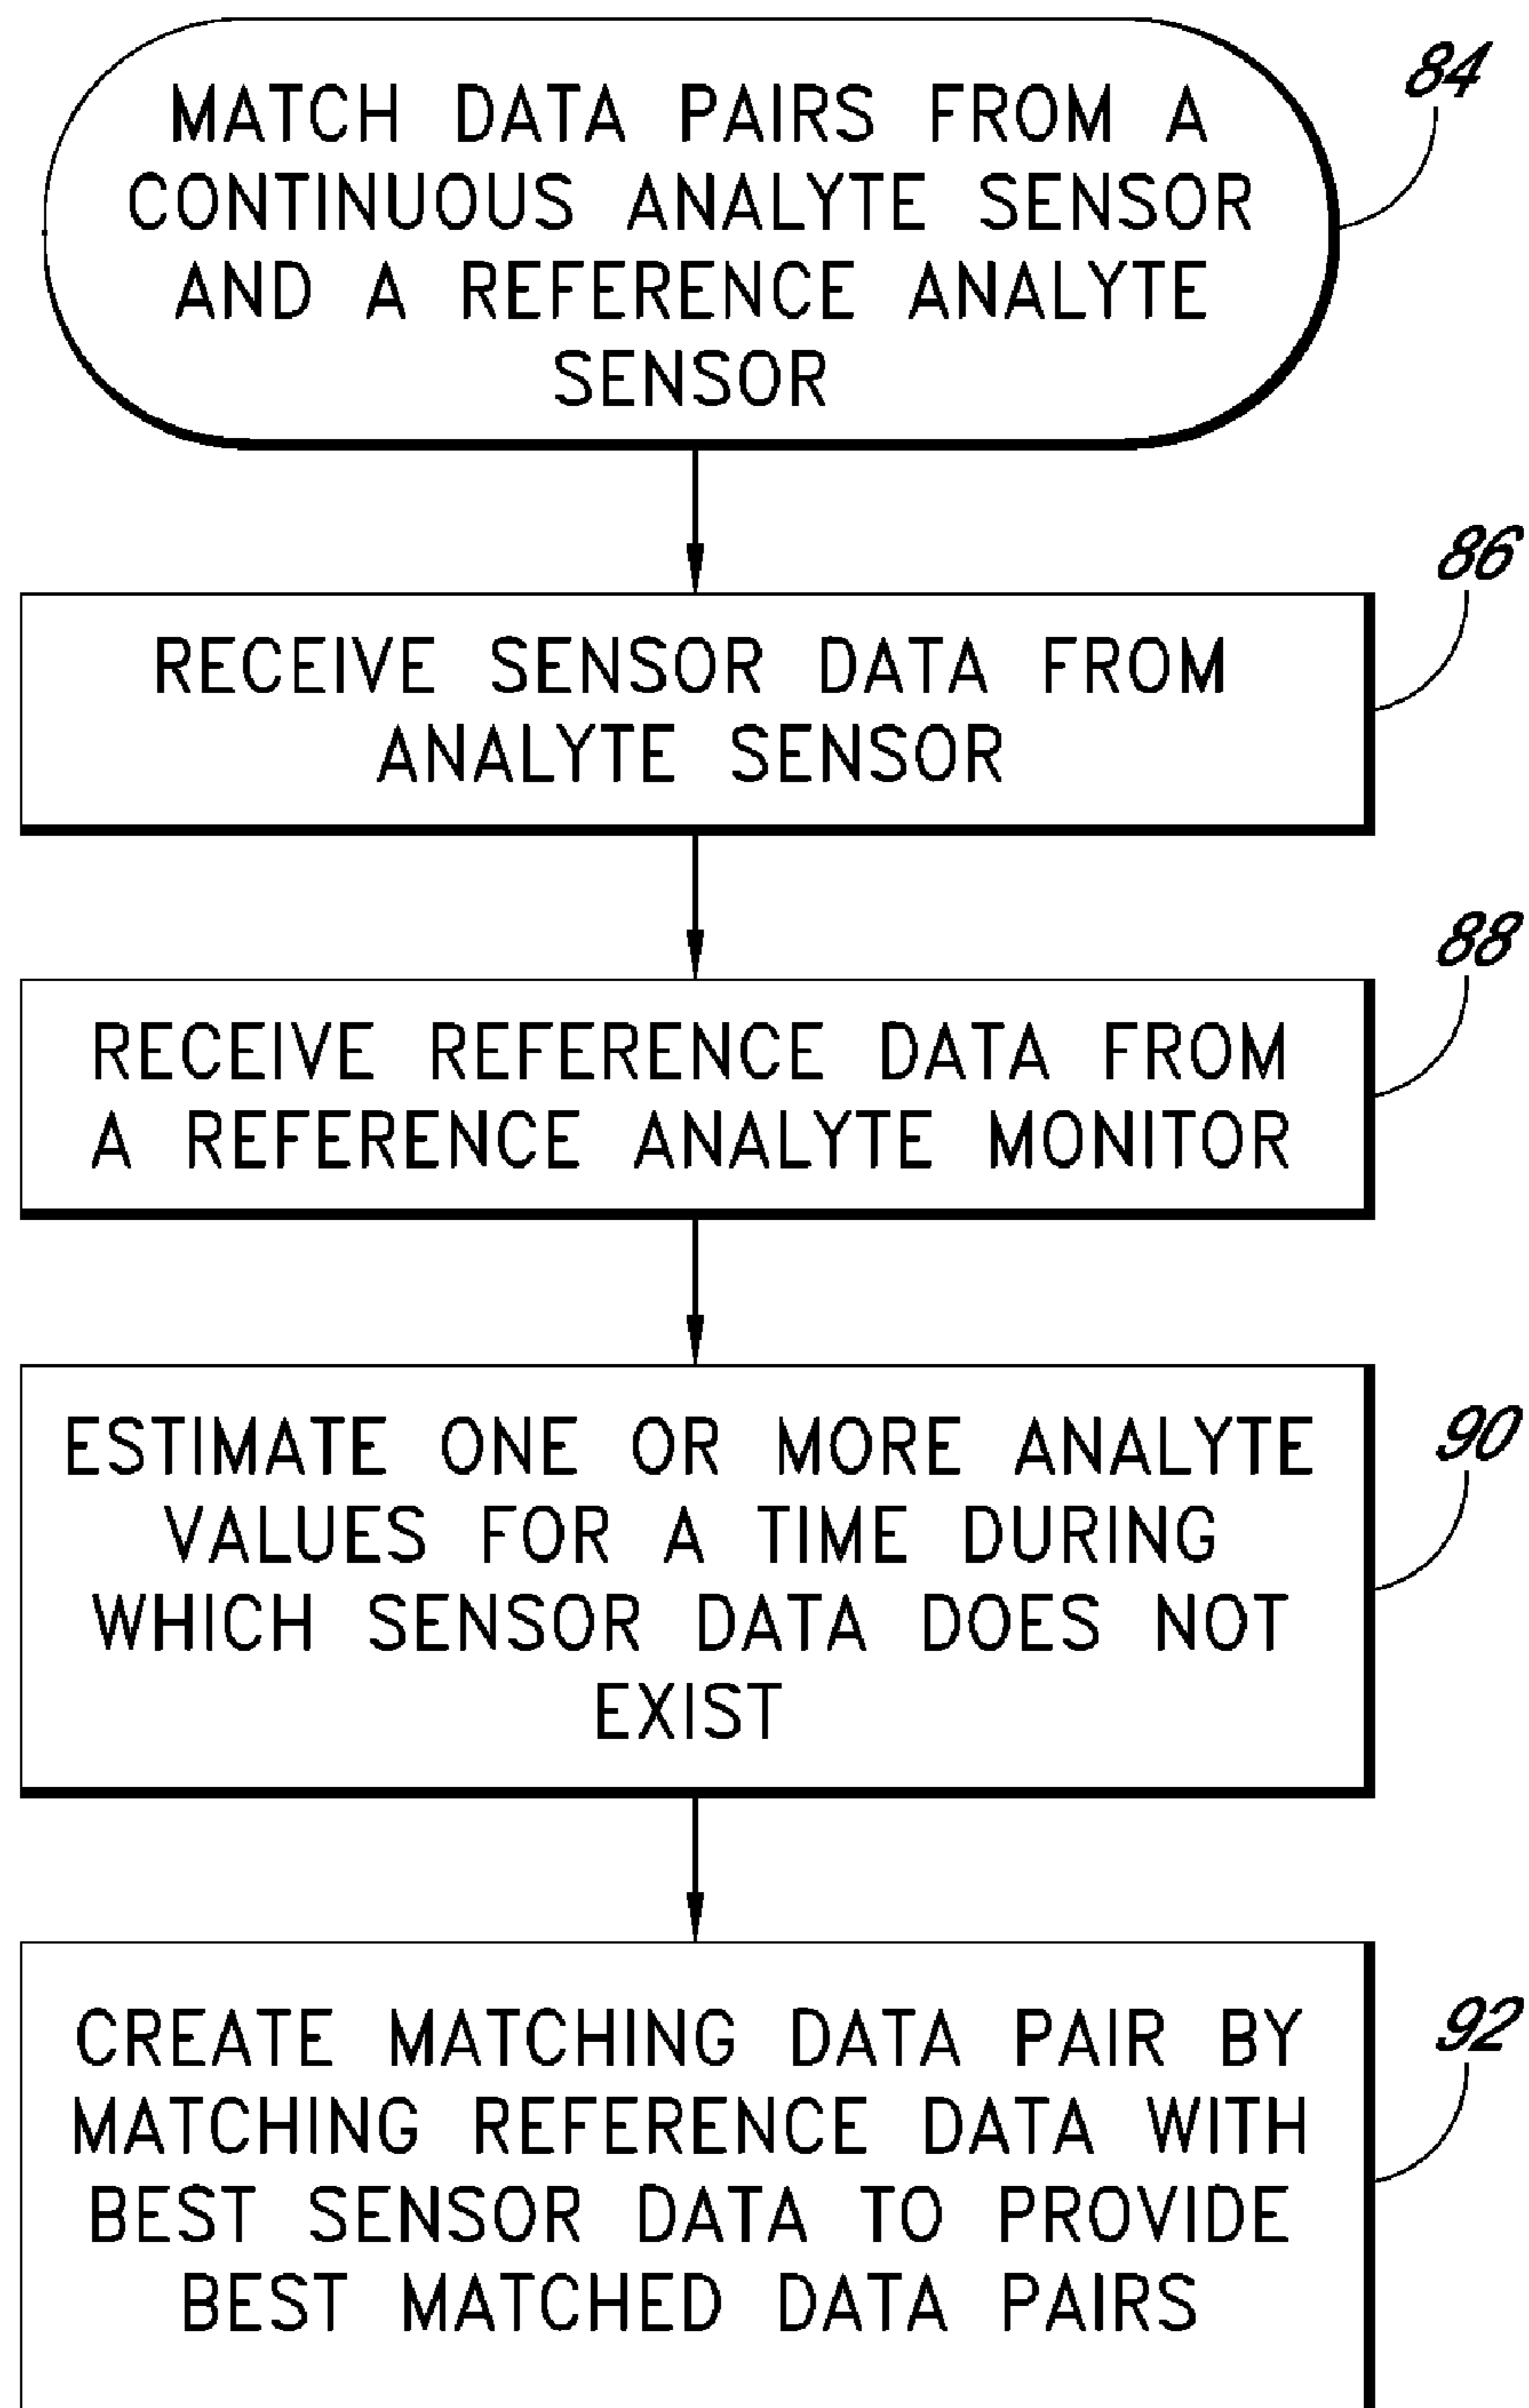 84
MATCH DATA PAIRS FROM A
CONTINUOUS ANALYTE SENSOR
AND A REFERENCE ANALYTE
SENSOR
86
RECEIVE SENSOR DATA FROM
ANALYTE SENSOR
88
RECEIVE REFERENCE DATA FROM
A REFERENCE ANALYTE MONITOR
90
ESTIMATE ONE OR MORE ANALYTE
VALUES FOR A TIME DURING
WHICH SENSOR DATA DOES NOT
EXIST
92
CREATE MATCHING DATA PAIR BY
MATCHING REFERENCE DATA WITH
BEST SENSOR DATA TO PROVIDE
BEST MATCHED DATA PAIRS